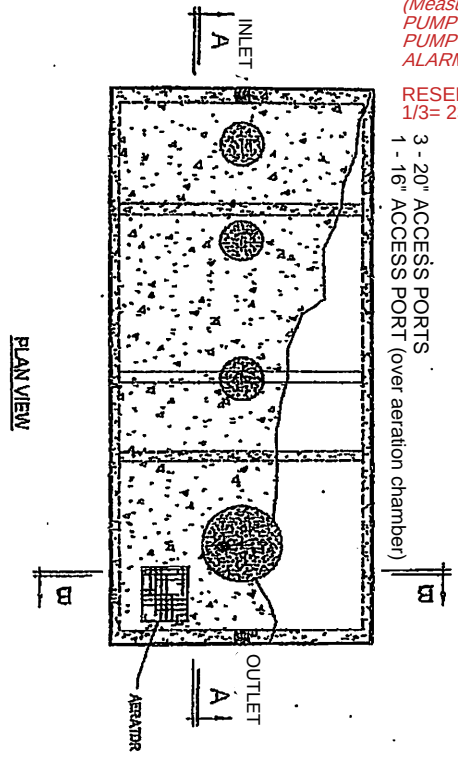 (Meas
PUMP
PUMP
ALARM
RESE
1/3= 2
3 - 20" ACCESS PORTS
1 - 16" ACCESS PORT (over aeration chamber)
A
INLET
PLAN VIEW
B
B
OUTLET
A
AERATOR